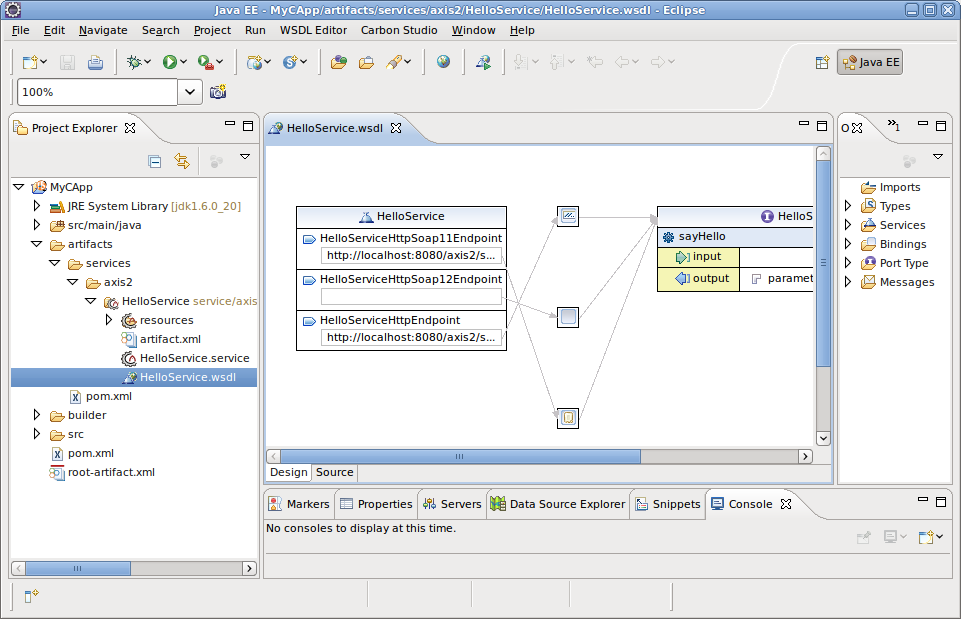 Java EE - MyCApp/artifacts/services/axis2/HelloService/HelloService.wsdl - Eclipse
File Edit Navigate Search Project Run WSDL Editor Carbon Studio Window Help
Java EE
100%
Project Explorer
MyCApp
JRE System Library [jdk1.6.0_20]
src/main/java
artifacts
services
axis2
HelloService service/axis
resources
artifact.xml
HelloService.service
HelloService.wsdl
pom.xml
builder
src
pom.xml
root-artifact.xml
HelloService.wsdl
HelloService
HelloServiceHttpSoap11Endpoint
http://localhost:8080/axis2/s...
HelloServiceHttpSoap12Endpoint
HelloServiceHttpEndpoint
http://localhost:8080/axis2/s...
HelloS
sayHello
input
output
paramet
Design Source
O
»1
Imports
Types
Services
Bindings
Port Type
Messages
Markers Properties Servers Data Source Explorer Snippets Console
No consoles to display at this time.